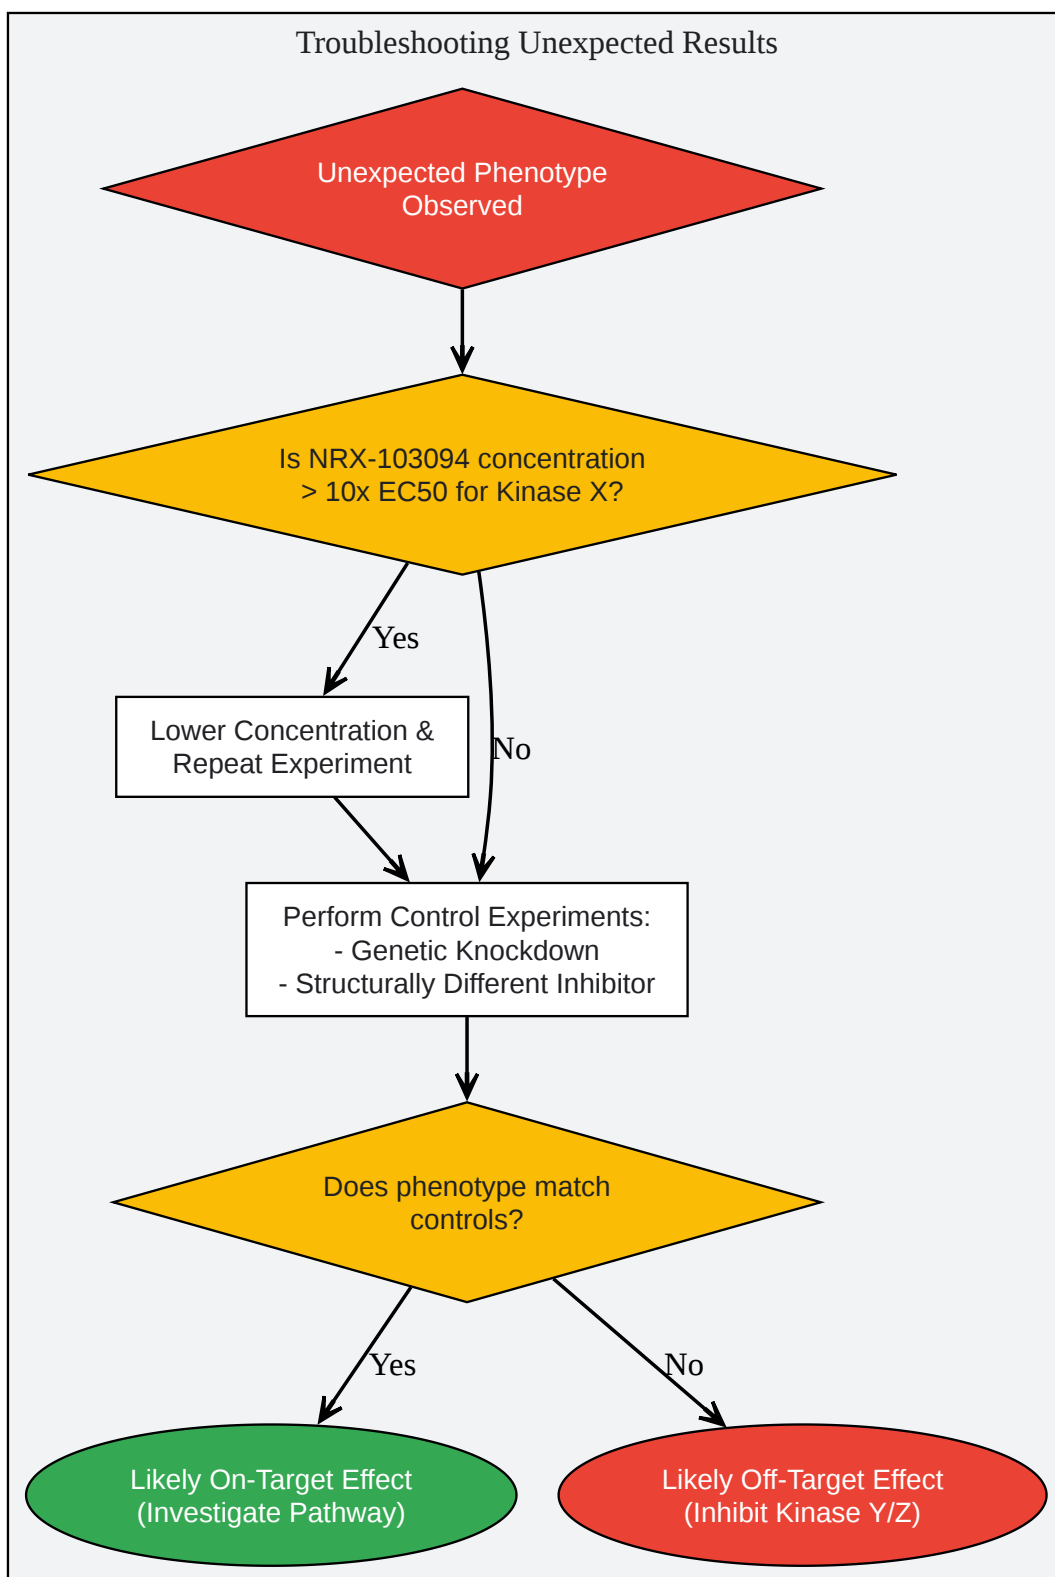 Troubleshooting Unexpected Results
Unexpected Phenotype
Observed
Is NRX-103094 concentration
> 10x EC50 for Kinase X?
Yes
Lower Concentration &
Repeat Experiment
No
Perform Control Experiments:
- Genetic Knockdown
- Structurally Different Inhibitor
Does phenotype match
controls?
Yes
No
Likely On-Target Effect
(Investigate Pathway)
Likely Off-Target Effect
(Inhibit Kinase Y/Z)